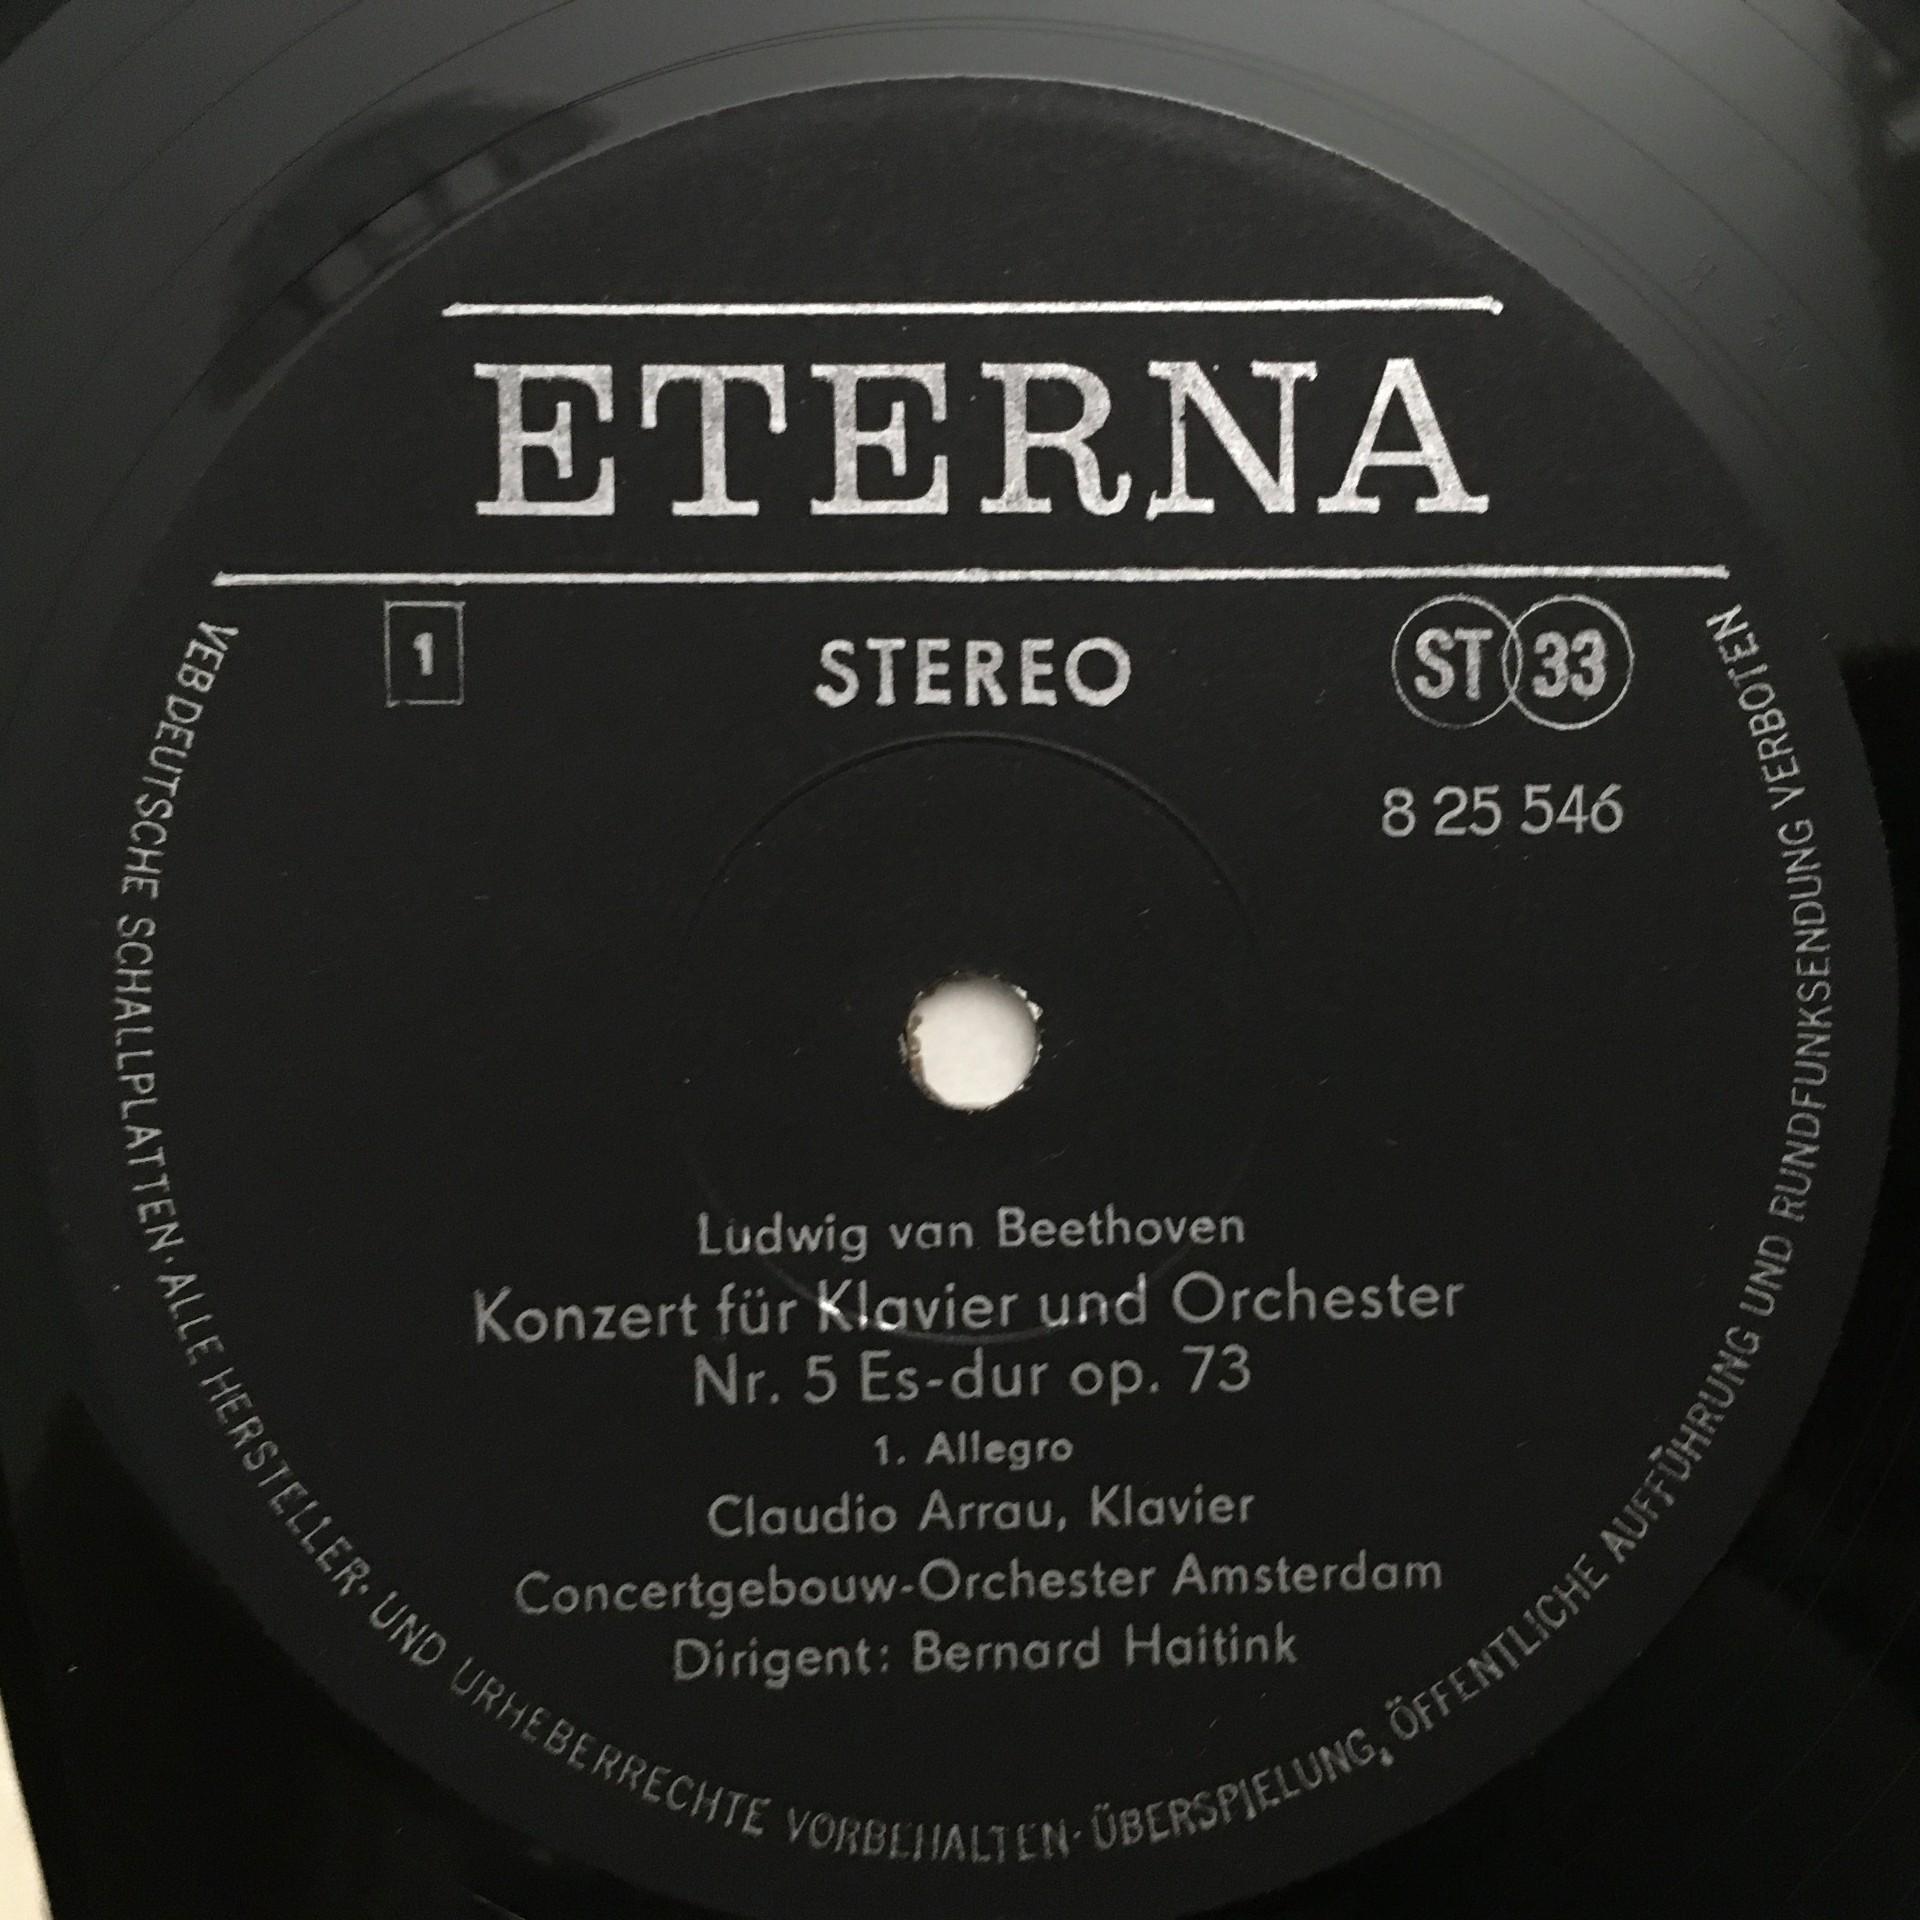 ETERNA
1 STEREO ST 33
8 25 546
Ludwig van Beethoven
Konzert für Klavier und Orchester
Nr. 5 Es-dur op. 73
1. Allegro
Claudio Arrau, Klavier
Concertgebouw-Orchester Amsterdam
Dirigent: Bernard Haitink
VEB DEUTSCHE SCHALLPLATTEN · ALLE HERSTELLER- UND URHEBERRECHTE VORBEHALTEN · ÜBERSPIELUNG, ÖFFENTLICHE AUFFÜHRUNG UND RUNDFUNKSENDUNG VERBOTEN